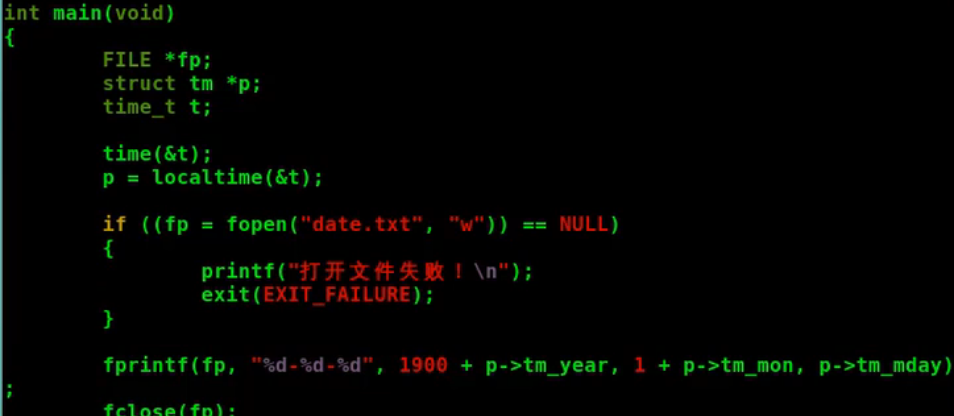 int main(void)
{
        FILE *fp;
        struct tm *p;
        time_t t;

        time(&t);
        p = localtime(&t);

        if ((fp = fopen("date.txt", "w")) == NULL)
        {
                printf("打开文件失败！\n");
                exit(EXIT_FAILURE);
        }

        fprintf(fp, "%d-%d-%d", 1900 + p->tm_year, 1 + p->tm_mon, p->tm_mday)
;
        fclose(fp);